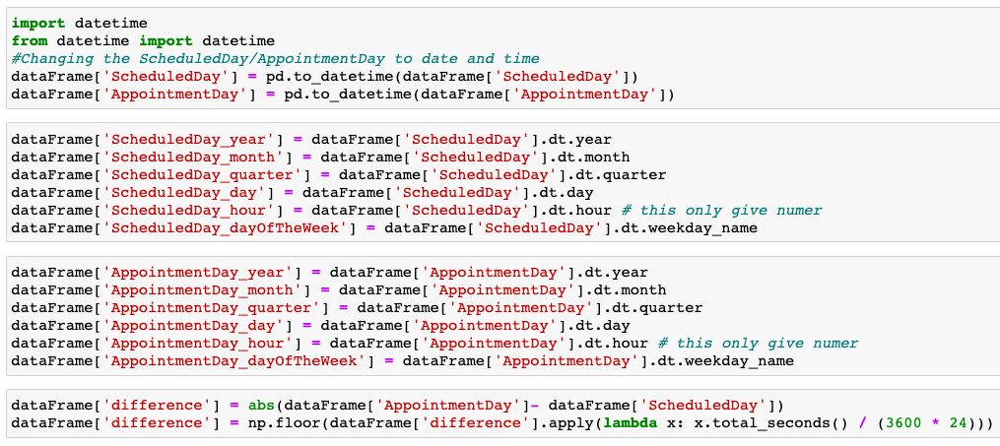 import datetime
from datetime import datetime
#Changing the ScheduledDay/AppointmentDay to date and time
dataFrame['ScheduledDay'] = pd.to_datetime(dataFrame['ScheduledDay'])
dataFrame['AppointmentDay'] = pd.to_datetime(dataFrame['AppointmentDay'])
dataFrame['ScheduledDay_year'] = dataFrame['ScheduledDay'].dt.year
dataFrame['ScheduledDay_month'] = dataFrame['ScheduledDay'].dt.month
dataFrame['ScheduledDay_quarter'] = dataFrame['ScheduledDay'].dt.quarter
dataFrame['ScheduledDay_day'] = dataFrame['ScheduledDay'].dt.day
dataFrame['ScheduledDay_hour'] = dataFrame['ScheduledDay'].dt.hour # this only give numer
dataFrame['ScheduledDay_dayOfTheWeek'] = dataFrame['ScheduledDay'].dt.weekday_name
dataFrame['AppointmentDay_year'] = dataFrame['AppointmentDay'].dt.year
dataFrame['AppointmentDay_month'] = dataFrame['AppointmentDay'].dt.month
dataFrame['AppointmentDay_quarter'] = dataFrame['AppointmentDay'].dt.quarter
dataFrame['AppointmentDay_day'] = dataFrame['AppointmentDay'].dt.day
dataFrame['AppointmentDay_hour'] = dataFrame['AppointmentDay'].dt.hour # this only give numer
dataFrame['AppointmentDay_dayOfTheWeek'] = dataFrame['AppointmentDay'].dt.weekday_name
dataFrame['difference'] = abs(dataFrame['AppointmentDay']- dataFrame['ScheduledDay'])
dataFrame['difference'] = np.floor(dataFrame['difference'].apply(lambda x: x.total_seconds() / (3600 * 24)))